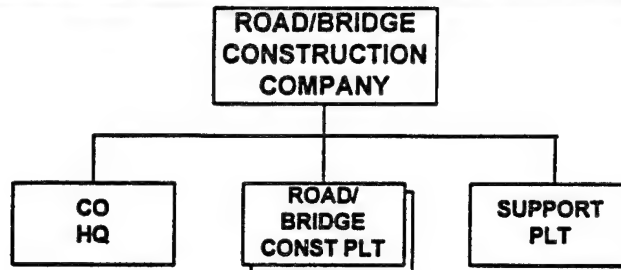 ROAD/BRIDGE
CONSTRUCTION
COMPANY
CO
HQ
ROAD/
BRIDGE
CONST PLT
SUPPORT
PLT